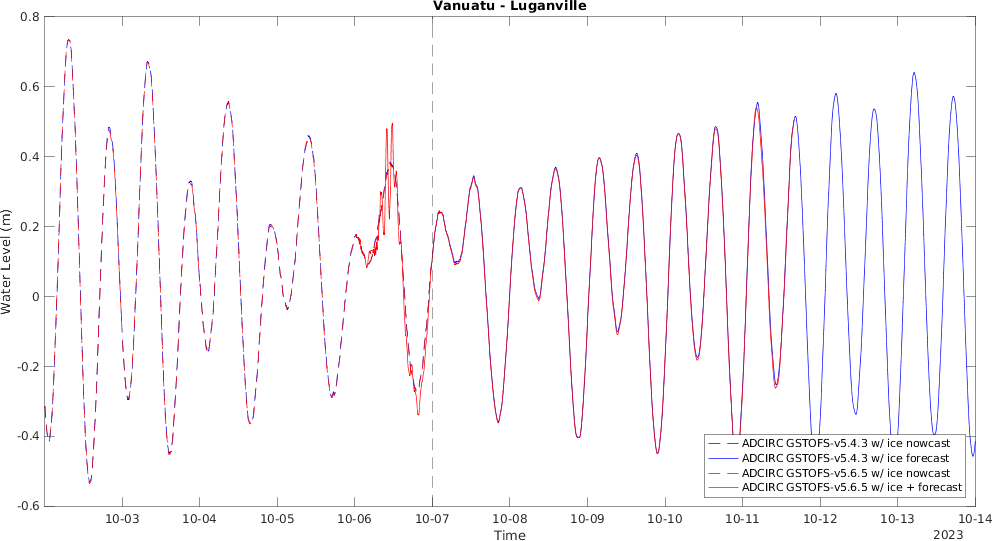 Vanuatu - Luganville
Water Level (m)
0.8
0.6
0.4
0.2
0
-0.2
-0.4
-0.6
10-03 10-04 10-05 10-06 10-07 10-08 10-09 10-10 10-11 10-12 10-13 10-14
Time
2023
ADCIRC GSTOFS-v5.4.3 w/ ice nowcast
ADCIRC GSTOFS-v5.4.3 w/ ice forecast
ADCIRC GSTOFS-v5.6.5 w/ ice nowcast
ADCIRC GSTOFS-v5.6.5 w/ ice + forecast